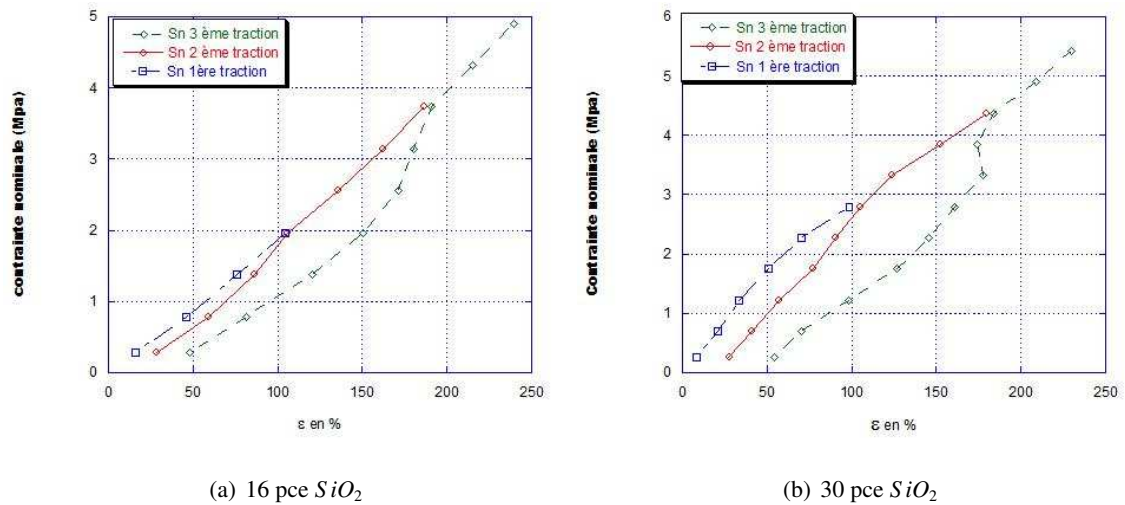 contrainte nominale (Mpa)
5
4
3
2
1
0
Sn 3 ème traction
Sn 2 ème traction
Sn 1ère traction
0 50 100 150 200 250
ε en %
(a) 16 pce SiO₂
Contrainte nominale (Mpa)
6
5
4
3
2
1
0
Sn 3 ème traction
Sn 2 ème traction
Sn 1 ère traction
0 50 100 150 200 250
ε en %
(b) 30 pce SiO₂